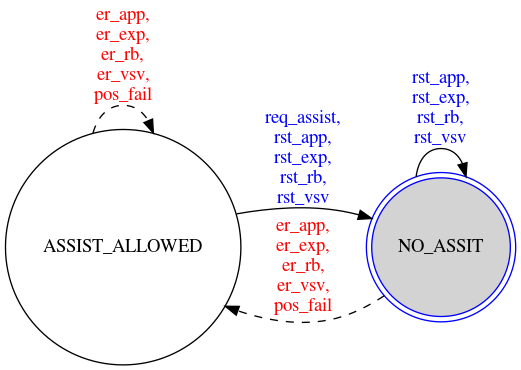 er_app,
er_exp,
er_rb,
er_vsv,
pos_fail
rst_app,
rst_exp,
rst_rb,
rst_vsv
req_assist,
rst_app,
rst_exp,
rst_rb,
rst_vsv
er_app,
er_exp,
er_rb,
er_vsv,
pos_fail
ASSIST_ALLOWED
NO_ASSIT